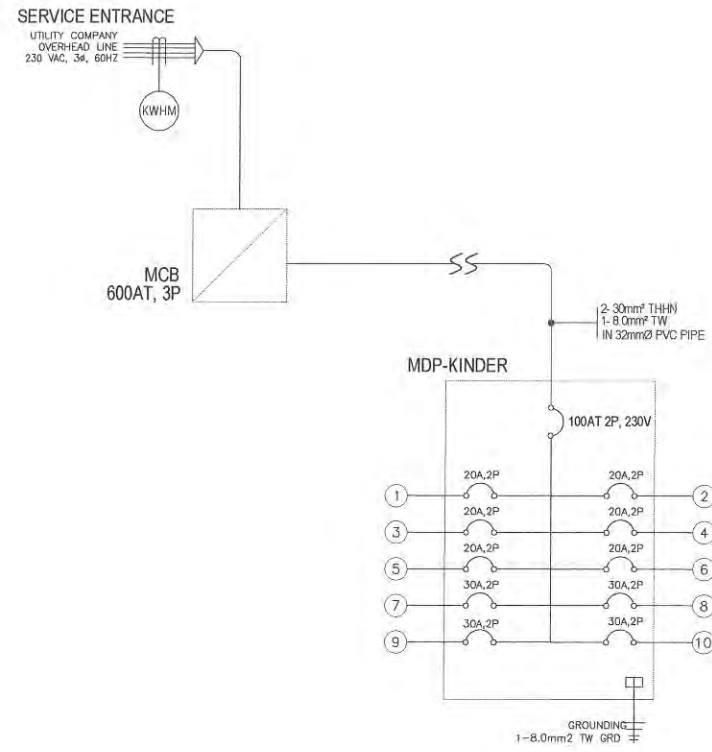 SERVICE ENTRANCE
UTILITY COMPANY
OVERHEAD LINE
230 VAC, 3ø, 60HZ
KWHM
MCB
600AT, 3P
2- 30mm² THHN
1- 8.0mm² TW
IN 32mmØ PVC PIPE
MDP-KINDER
100AT 2P, 230V
20A,2P 20A,2P
1 2
20A,2P 20A,2P
3 4
20A,2P 20A,2P
5 6
30A,2P 30A,2P
7 8
30A,2P 30A,2P
9 10
GROUNDING
1-8.0mm2 TW GRD